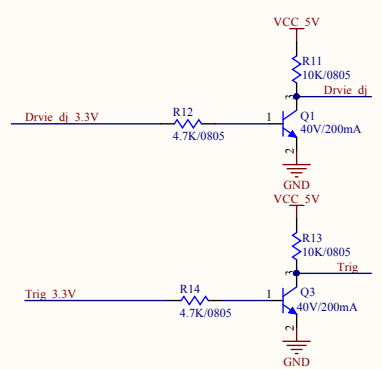 VCC_5V
R11
10K/0805
3
Drvie_dj
Drvie_dj_3.3V
R12
4.7K/0805
1
Q1
40V/200mA
2
GND
VCC_5V
R13
10K/0805
3
Trig
Trig_3.3V
R14
4.7K/0805
1
Q3
40V/200mA
2
GND